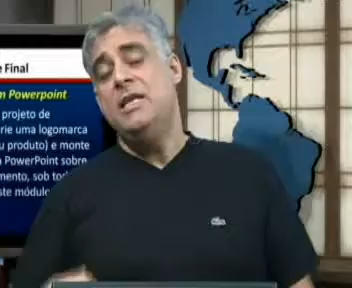 e Final
m Powerpoint
projeto de
rie uma logomarca
u produto) e monte
PowerPoint sobre
mento, sob tod
ste módulo